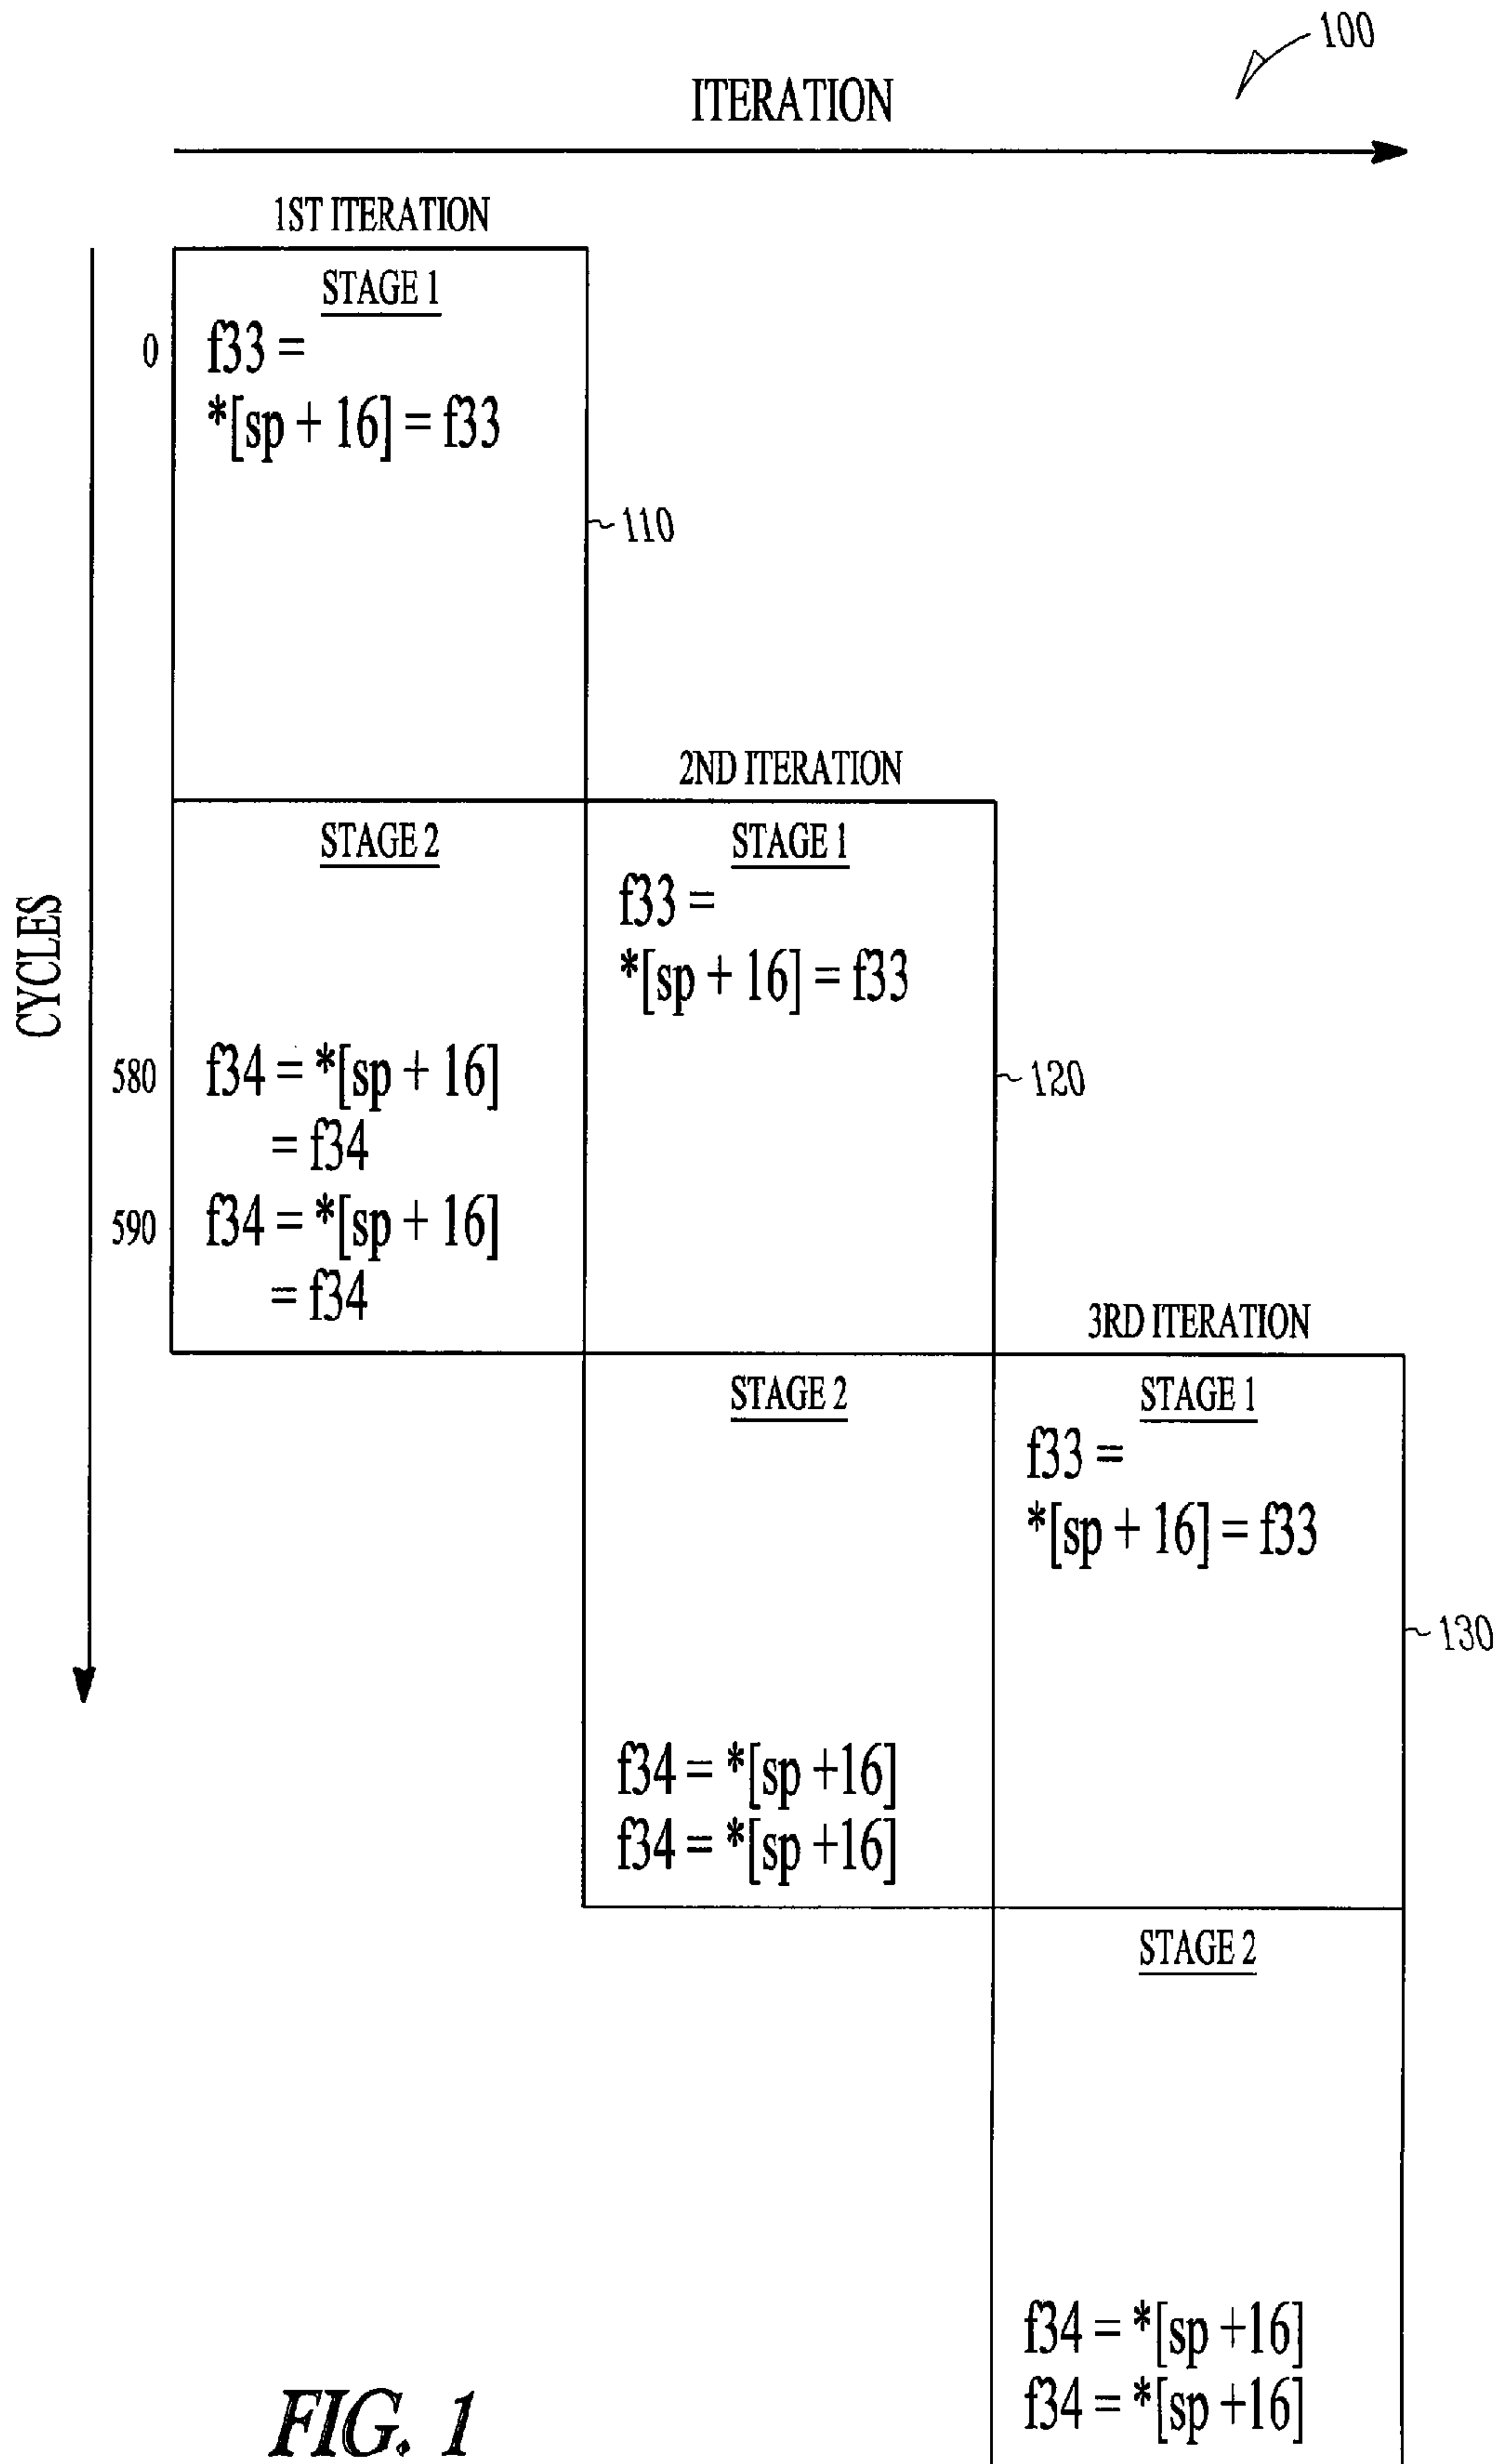 100
ITERATION
1ST ITERATION
STAGE 1
0
f33 =
*[sp + 16] = f33
110
2ND ITERATION
STAGE 2
STAGE 1
f33 =
*[sp + 16] = f33
CYCLES
580
f34 = *[sp + 16]
120
= f34
590
f34 = *[sp + 16]
= f34
3RD ITERATION
STAGE 2
STAGE 1
f33 =
*[sp + 16] = f33
130
f34 = *[sp +16]
f34 = *[sp +16]
STAGE 2
f34 = *[sp +16]
f34 = *[sp +16]
FIG. 1